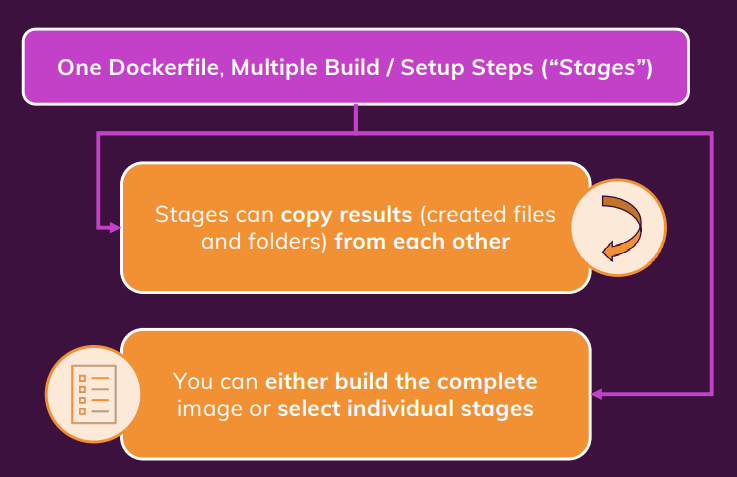 One Dockerfile, Multiple Build / Setup Steps (“Stages”)
Stages can copy results (created files
and folders) from each other
You can either build the complete
image or select individual stages